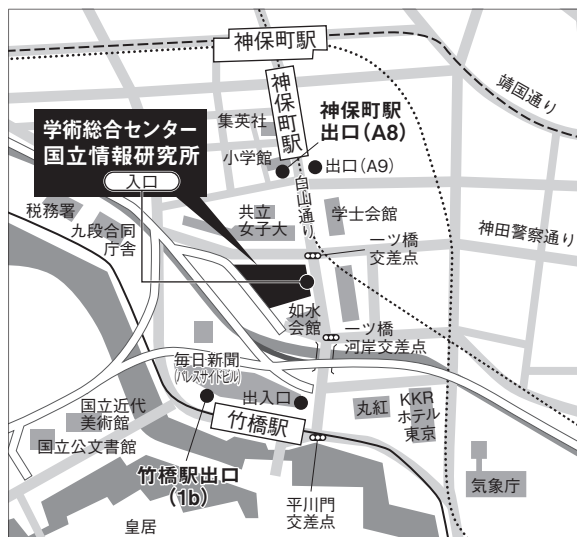 神保町駅
靖国通り
神保町駅
神保町駅
出口(A8)
集英社
小学館
出口(A9)
学術総合センター
国立情報研究所
入口
白山通り
税務署
九段合同
庁舎
共立
女子大
学士会館
神田警察通り
一ツ橋
交差点
如水
会館
一ツ橋
河岸交差点
毎日新聞
(パレスサイドビル)
出入口
丸紅
KKR
ホテル
東京
国立近代
美術館
竹橋駅
国立公文書館
竹橋駅出口
(1b)
平川門
交差点
気象庁
皇居